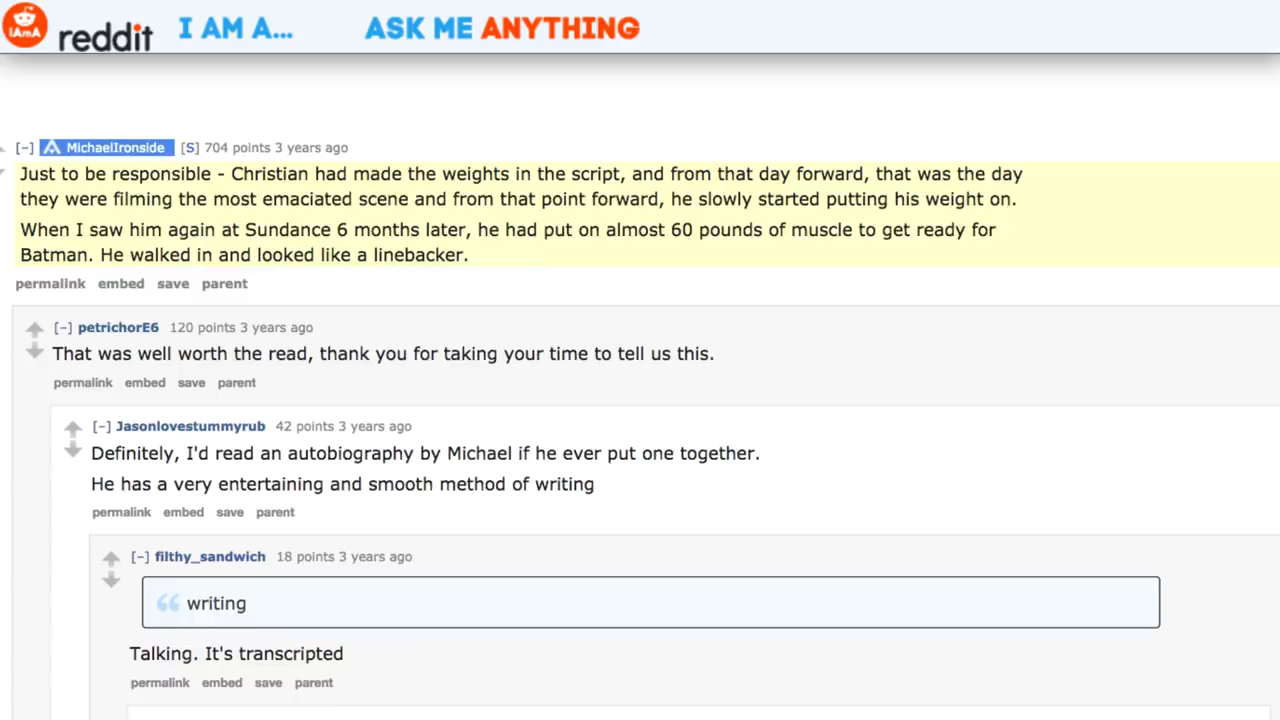 IAmA reddit I AM A... ASK ME ANYTHING
[–] MichaelIronside [S] 704 points 3 years ago
Just to be responsible - Christian had made the weights in the script, and from that day forward, that was the day
they were filming the most emaciated scene and from that point forward, he slowly started putting his weight on.
When I saw him again at Sundance 6 months later, he had put on almost 60 pounds of muscle to get ready for
Batman. He walked in and looked like a linebacker.
permalink embed save parent
[–] petrichorE6 120 points 3 years ago
That was well worth the read, thank you for taking your time to tell us this.
permalink embed save parent
[–] Jasonlovestummyrub 42 points 3 years ago
Definitely, I'd read an autobiography by Michael if he ever put one together.
He has a very entertaining and smooth method of writing
permalink embed save parent
[–] filthy_sandwich 18 points 3 years ago
“ writing
Talking. It's transcripted
permalink embed save parent